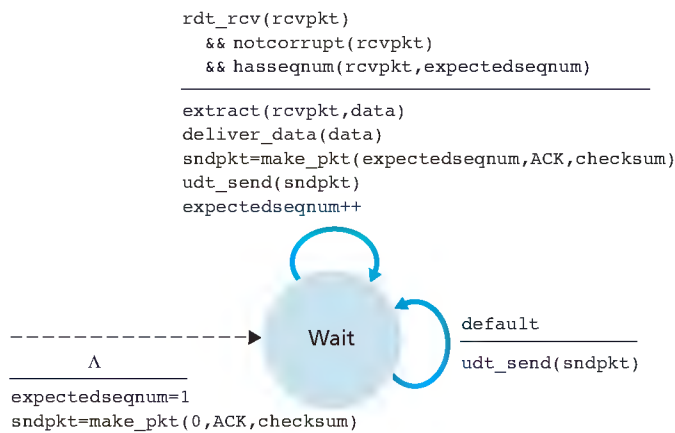 rdt_rcv(rcvpkt)
&& notcorrupt(rcvpkt)
&& hasseqnum(rcvpkt,expectedseqnum)
extract(rcvpkt,data)
deliver_data(data)
sndpkt=make_pkt(expectedseqnum,ACK,checksum)
udt_send(sndpkt)
expectedseqnum++
Wait
default
udt_send(sndpkt)
Λ
expectedseqnum=1
sndpkt=make_pkt(0,ACK,checksum)